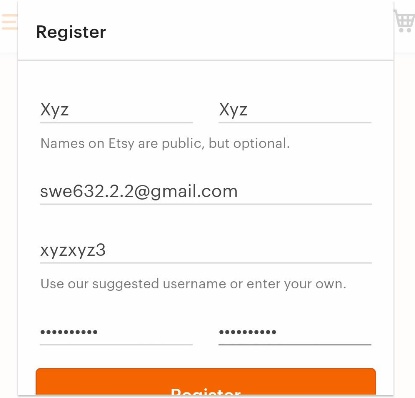 Register
Xyz Xyz
Names on Etsy are public, but optional.
swe632.2.2@gmail.com
xyzxyz3
Use our suggested username or enter your own.
•••••••••• ••••••••••
Register